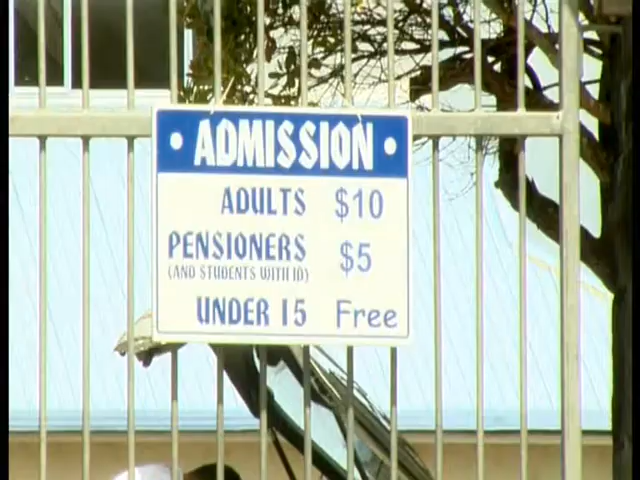 • ADMISSION •
ADULTS $10
PENSIONERS $5
(AND STUDENTS WITH ID)
UNDER 15 Free